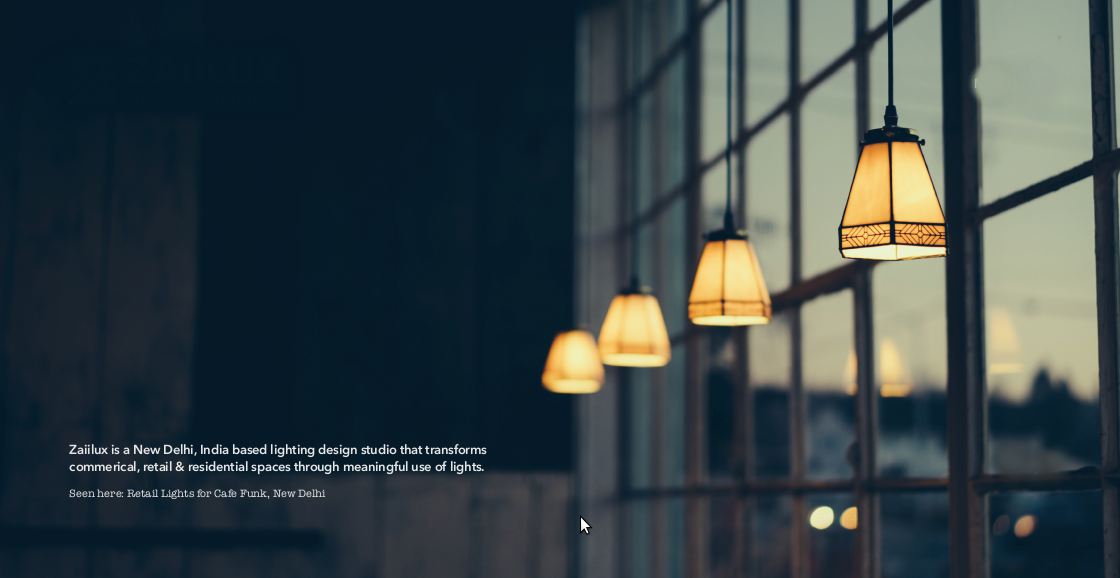 Zaiilux is a New Delhi, India based lighting design studio that transforms
commerical, retail & residential spaces through meaningful use of lights.
Seen here: Retail Lights for Cafe Funk, New Delhi